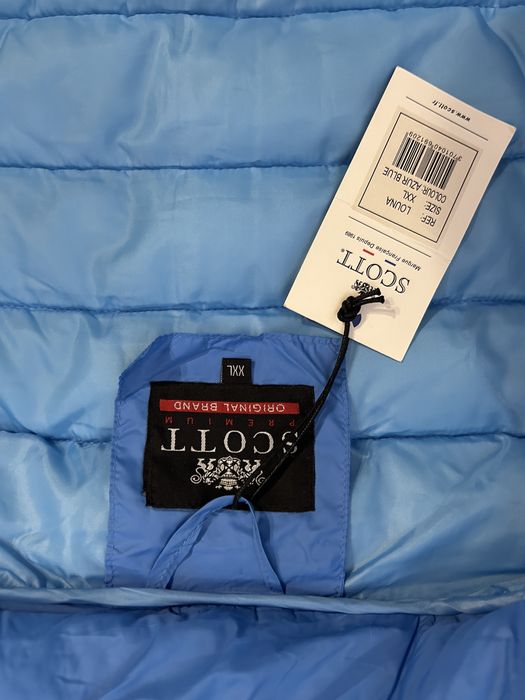 SCOTT®
Marque Française Depuis 1989
REF: LOUNA
SIZE: XXL
COLOUR AZUR BLUE
3701040691209
www.scott.fr
SCOTT
PREMIUM
ORIGINAL BRAND
XXL